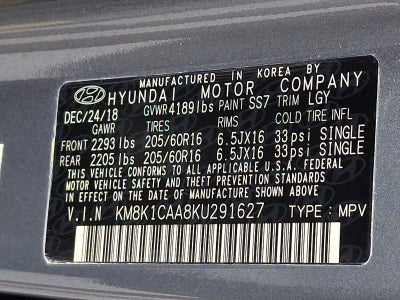 MANUFACTURED IN KOREA BY
HYUNDAI MOTOR COMPANY
DEC/24/18 GVWR 4189lbs PAINT SS7 TRIM LGY
GAWR TIRES RIMS COLD TIRE INFL
FRONT 2293 lbs 205/60R16 6.5JX16 33psi SINGLE
REAR 2205 lbs 205/60R16 6.5JX16 33psi SINGLE
THIS VEHICLE CONFORMS TO ALL APPLICABLE U.S.A. FEDERAL
MOTOR VEHICLE SAFETY AND THEFT PREVENTION STANDARDS
IN EFFECT ON THE DATE OF MANUFACTURE SHOWN ABOVE.
V.I.N KM8K1CAA8KU291627 TYPE : MPV